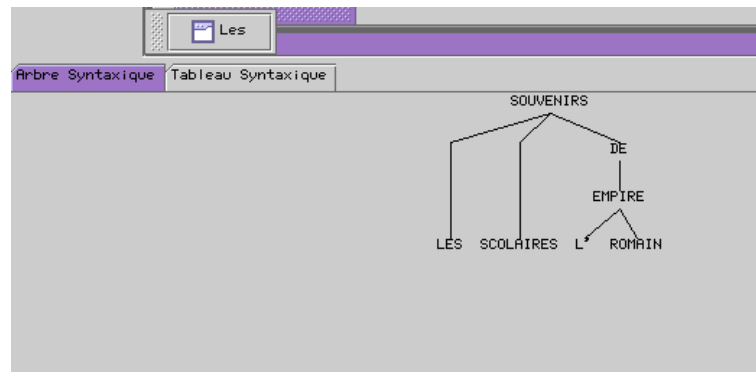 Les
Arbre Syntaxique Tableau Syntaxique
SOUVENIRS
DE
EMPIRE
LES SCOLAIRES L' ROMAIN